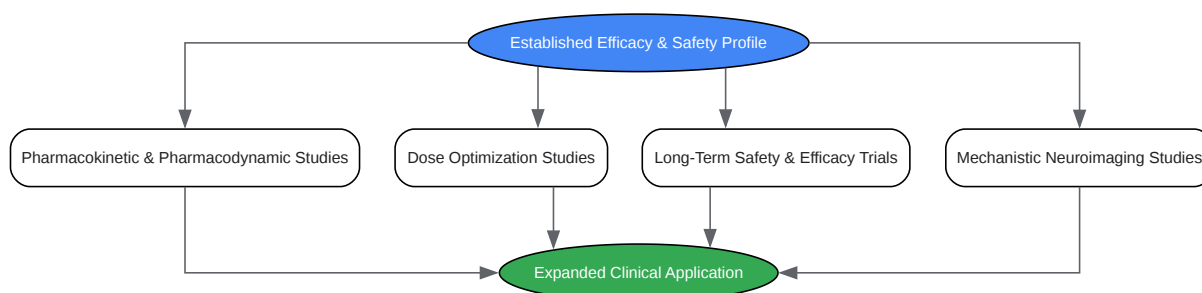 Established Efficacy & Safety Profile
Pharmacokinetic & Pharmacodynamic Studies
Dose Optimization Studies
Long-Term Safety & Efficacy Trials
Mechanistic Neuroimaging Studies
Expanded Clinical Application